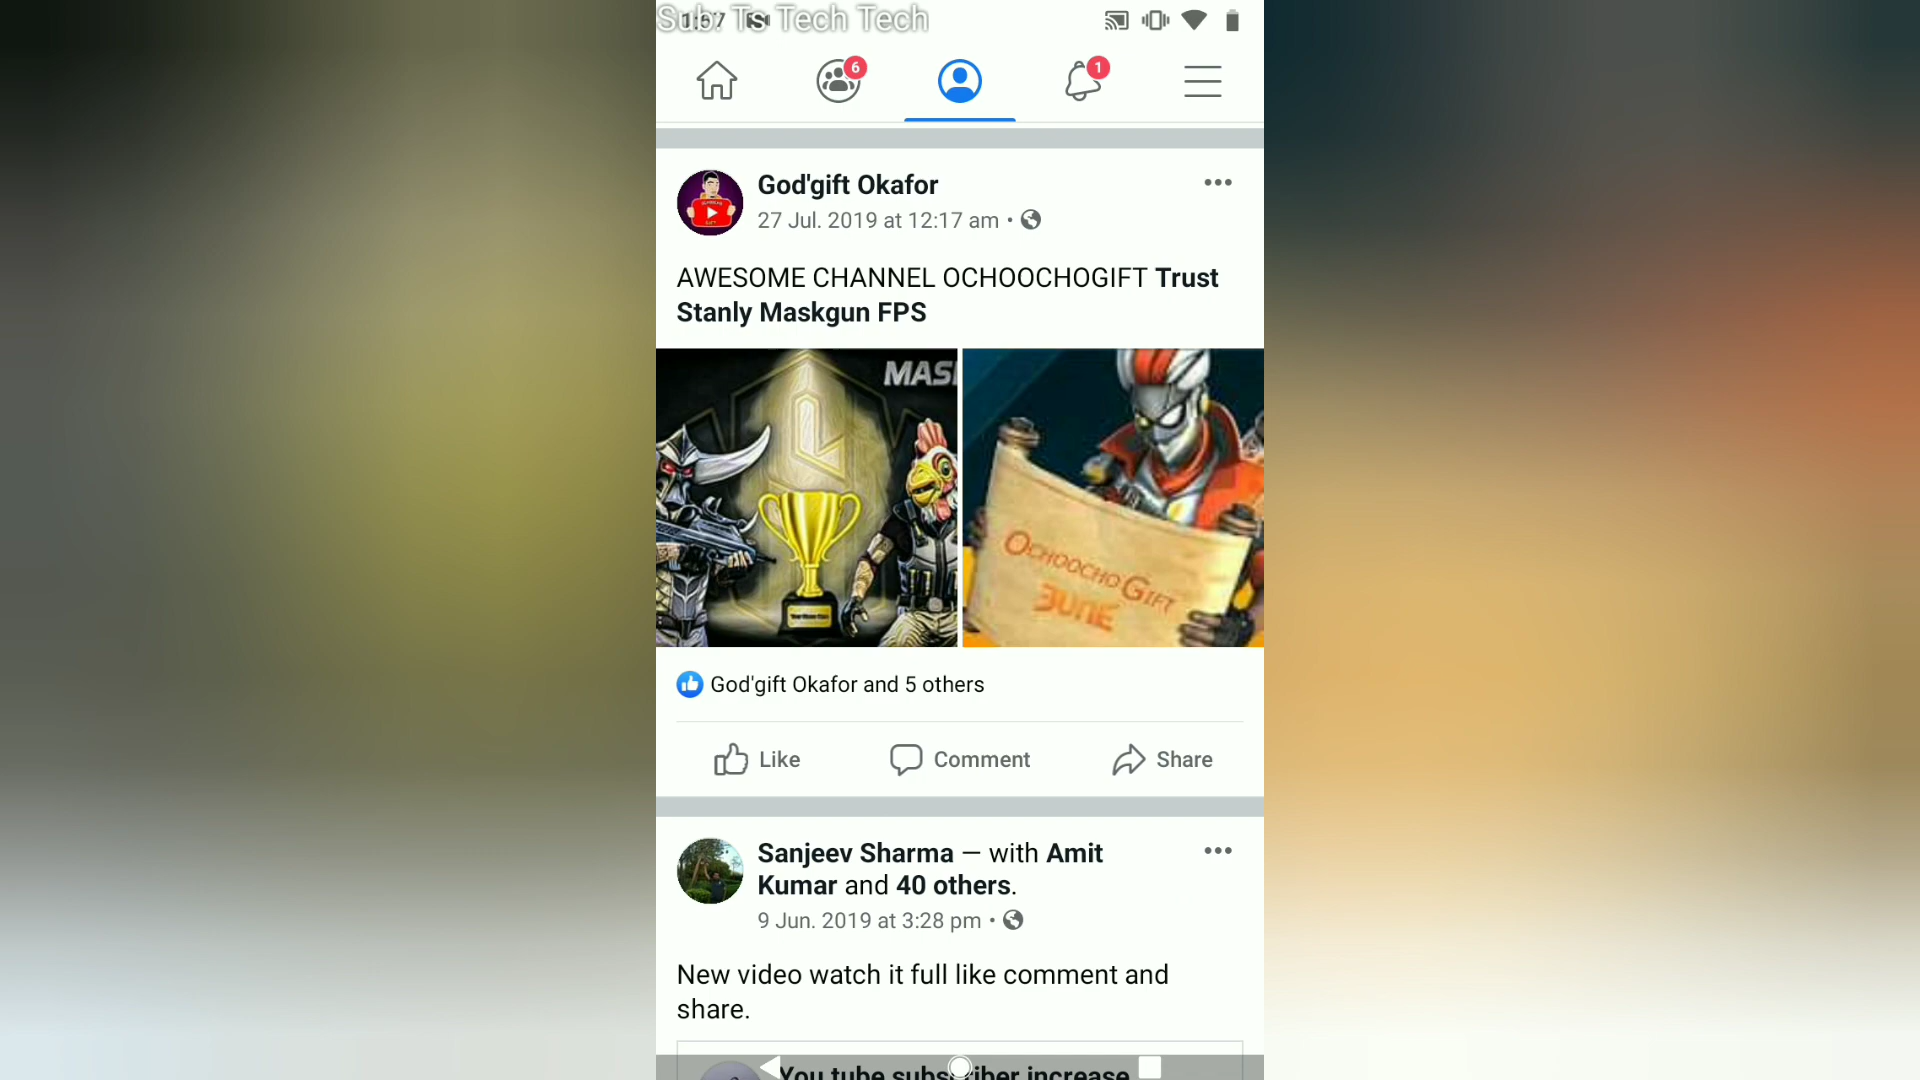 Sub: Ts Tech Tech
6
1
God'gift Okafor
27 Jul. 2019 at 12:17 am •
AWESOME CHANNEL OCHOOCHOGIFT Trust
Stanly Maskgun FPS
MAS
OCHOOCHO GIFT
JUNE
God'gift Okafor and 5 others
Like
Comment
Share
Sanjeev Sharma — with Amit
Kumar and 40 others.
9 Jun. 2019 at 3:28 pm •
New video watch it full like comment and
share.
You tube subscriber increase